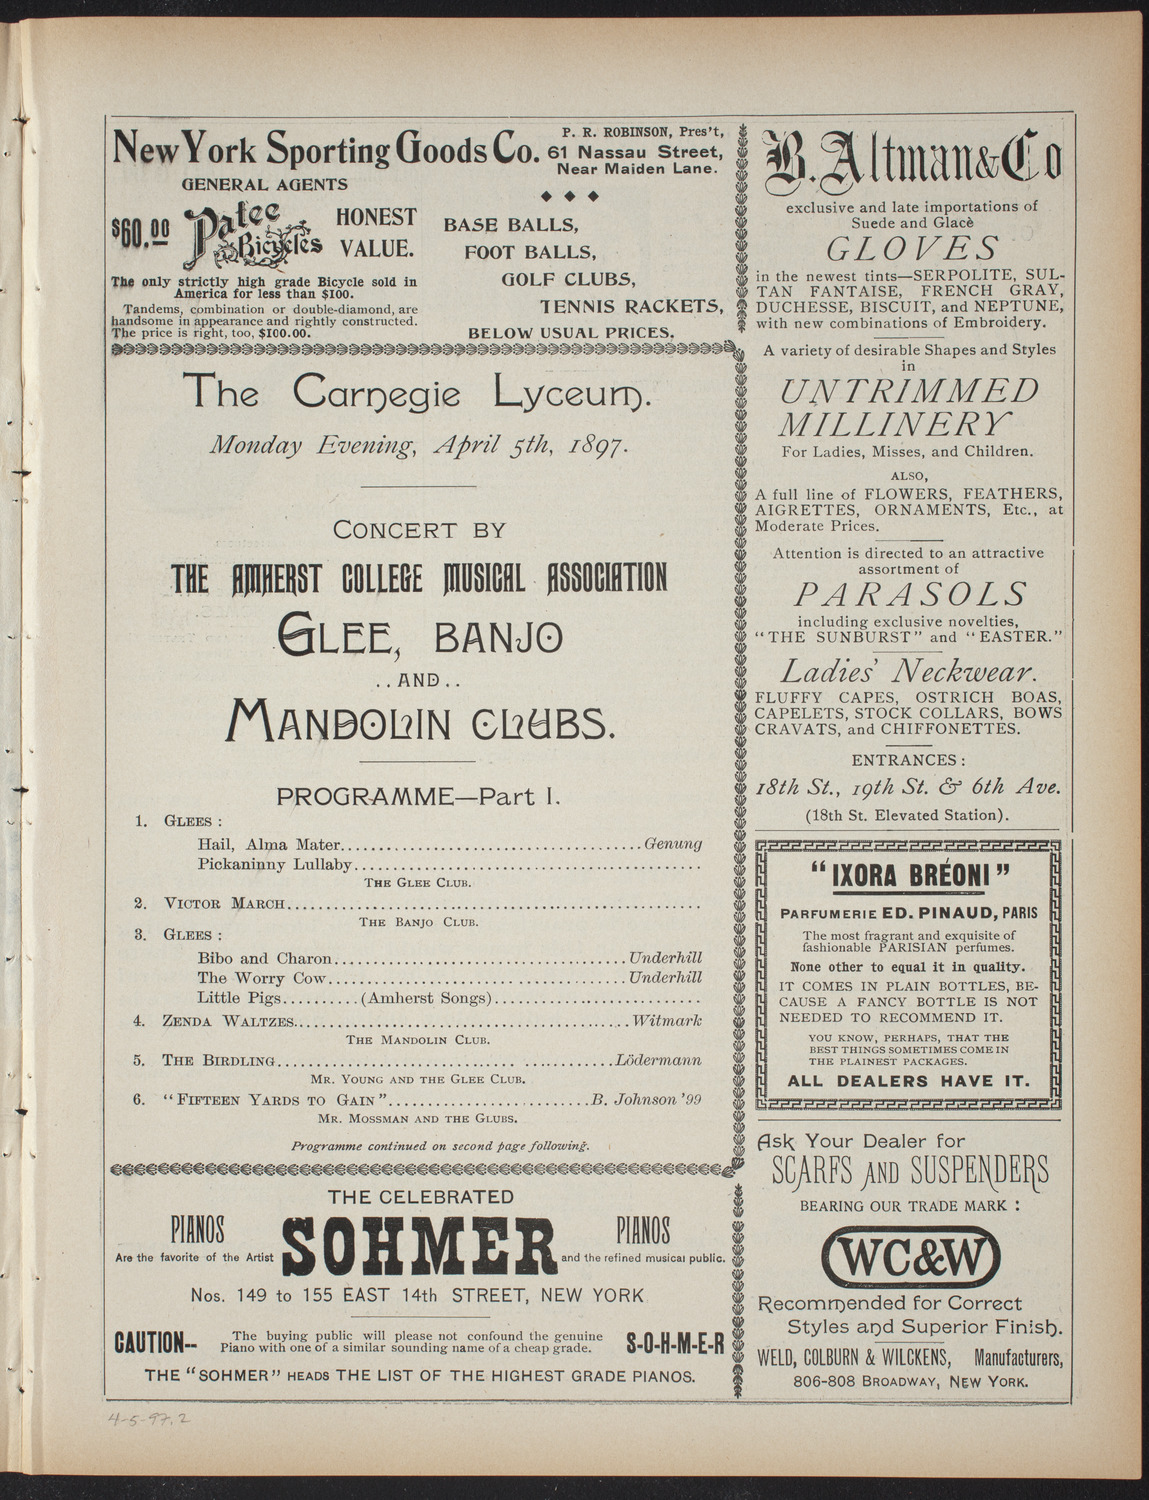 New York Sporting Goods Co.
P. R. ROBINSON, Pres't,
61 Nassau Street,
Near Maiden Lane.
GENERAL AGENTS
$60.00
Patee
Bicycles
HONEST
VALUE.
The only strictly high grade Bicycle sold in
America for less than $100.
Tandems, combination or double-diamond, are
handsome in appearance and rightly constructed.
The price is right, too, $100.00.
BASE BALLS,
FOOT BALLS,
GOLF CLUBS,
TENNIS RACKETS,
BELOW USUAL PRICES.
The Carnegie Lyceum.
Monday Evening, April 5th, 1897.
CONCERT BY
THE AMHERST COLLEGE MUSICAL ASSOCIATION
GLEE, BANJO
..AND..
MANDOLIN CLUBS.
PROGRAMME—Part I.
1. GLEES :
Hail, Alma Mater........................................Genung
Pickaninny Lullaby..............................................
THE GLEE CLUB.
2. VICTOR MARCH......................................................
THE BANJO CLUB.
3. GLEES :
Bibo and Charon.......................................Underhill
The Worry Cow........................................Underhill
Little Pigs..........(Amherst Songs)............................
4. ZENDA WALTZES............................................Witmark
THE MANDOLIN CLUB.
5. THE BIRDLING............................... ............Lödermann
MR. YOUNG AND THE GLEE CLUB.
6. "FIFTEEN YARDS TO GAIN"..........................B. Johnson '99
MR. MOSSMAN AND THE GLUBS.
Programme continued on second page following.
THE CELEBRATED
PIANOS SOHMER PIANOS
Are the favorite of the Artist and the refined musical public.
Nos. 149 to 155 EAST 14th STREET, NEW YORK
CAUTION--
The buying public will please not confound the genuine
Piano with one of a similar sounding name of a cheap grade.
S-O-H-M-E-R
THE "SOHMER" HEADS THE LIST OF THE HIGHEST GRADE PIANOS.
B. Altman & Co
exclusive and late importations of
Suede and Glacè
GLOVES
in the newest tints—SERPOLITE, SUL-
TAN FANTAISE, FRENCH GRAY,
DUCHESSE, BISCUIT, and NEPTUNE,
with new combinations of Embroidery.
A variety of desirable Shapes and Styles
in
UNTRIMMED
MILLINERY
For Ladies, Misses, and Children.
ALSO,
A full line of FLOWERS, FEATHERS,
AIGRETTES, ORNAMENTS, Etc., at
Moderate Prices.
Attention is directed to an attractive
assortment of
PARASOLS
including exclusive novelties,
"THE SUNBURST" and "EASTER."
Ladies' Neckwear.
FLUFFY CAPES, OSTRICH BOAS,
CAPELETS, STOCK COLLARS, BOWS
CRAVATS, and CHIFFONETTES.
ENTRANCES :
18th St., 19th St. & 6th Ave.
(18th St. Elevated Station).
"IXORA BRÉONI"
PARFUMERIE ED. PINAUD, PARIS
The most fragrant and exquisite of
fashionable PARISIAN perfumes.
None other to equal it in quality.
IT COMES IN PLAIN BOTTLES, BE-
CAUSE A FANCY BOTTLE IS NOT
NEEDED TO RECOMMEND IT.
YOU KNOW, PERHAPS, THAT THE
BEST THINGS SOMETIMES COME IN
THE PLAINEST PACKAGES.
ALL DEALERS HAVE IT.
Ask Your Dealer for
SCARFS AND SUSPENDERS
BEARING OUR TRADE MARK :
WC&W
Recommended for Correct
Styles and Superior Finish.
WELD, COLBURN & WILCKENS, Manufacturers,
806-808 BROADWAY, NEW YORK.
4-5-97.2